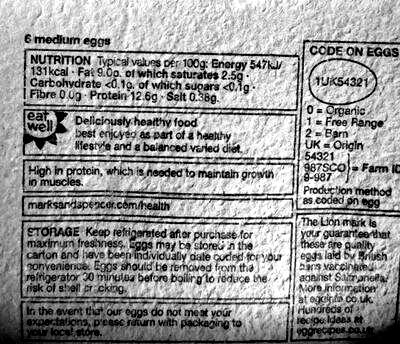 6 medium eggs
NUTRITION Typical values per 100g: Energy 547kJ/
131kcal · Fat 9.0g, of which saturates 2.5g ·
Carbohydrate <0.1g, of which sugars <0.1g ·
Fibre 0.0g · Protein 12.6g · Salt 0.38g.
eat
well
Deliciously healthy food
best enjoyed as part of a healthy
lifestyle and a balanced varied diet.
High in protein, which is needed to maintain growth
in muscles.
marksandspencer.com/health
STORAGE Keep refrigerated after purchase for
maximum freshness. Eggs may be stored in the
carton and have been individually date coded for your
convenience. Eggs should be removed from the
refrigerator 30 minutes before boiling to reduce the
risk of shell cracking.
In the event that our eggs do not meet your
expectations, please return with packaging to
your local store.
CODE ON EGGS
1UK54321
0 = Organic
1 = Free Range
2 = Barn
UK = Origin
54321
987SCO = Farm ID
9-987
Production method
as coded on egg
The Lion mark is
your guarantee that
these are quality
eggs laid by British
hens vaccinated
against Salmonella.
More information
at egginfo.co.uk.
Hundreds of
recipe ideas at
eggrecipes.co.uk